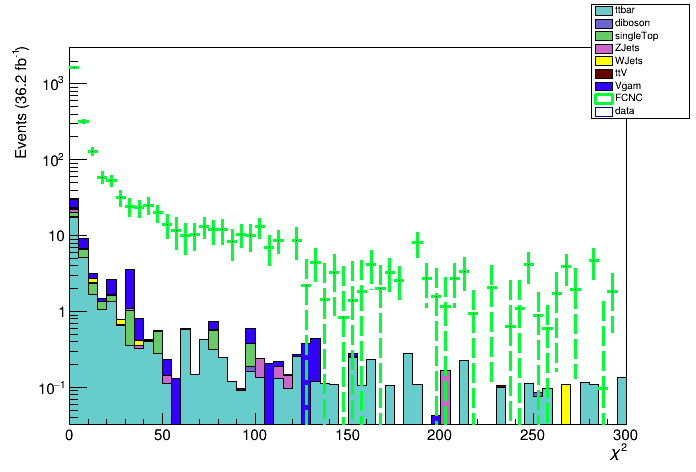 ttbar
diboson
singleTop
ZJets
WJets
ttV
Vgam
FCNC
data
Events (36.2 fb⁻¹)
10³
10²
10
1
10⁻¹
0 50 100 150 200 250 300
χ²